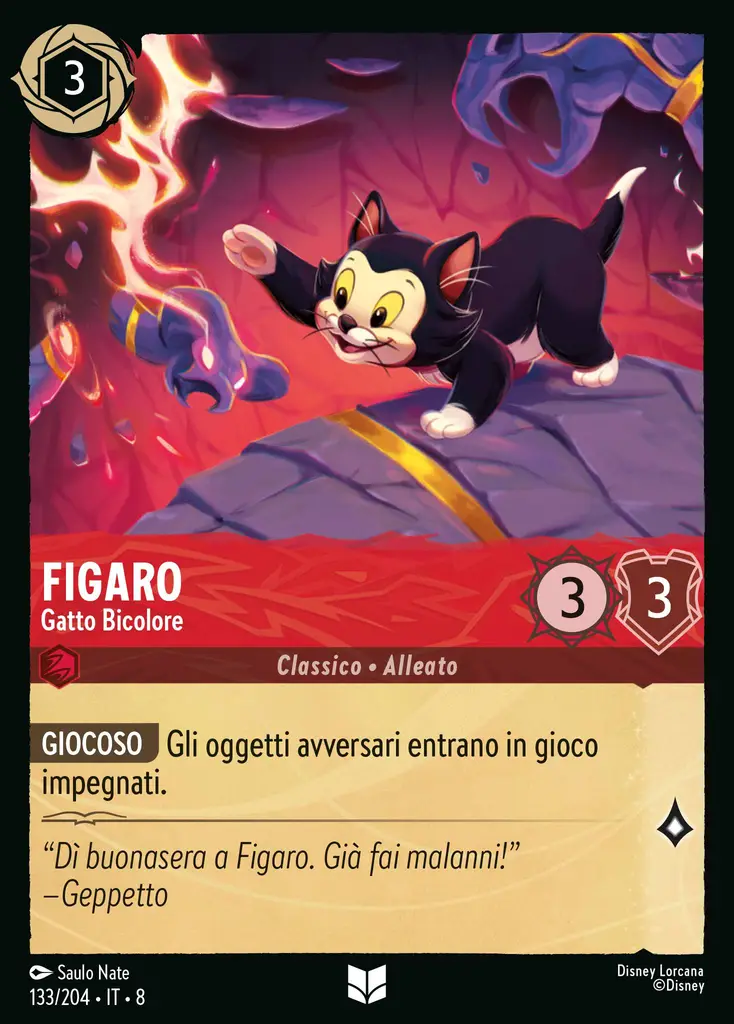 3
FIGARO
Gatto Bicolore
3
3
Classico • Alleato
GIOCOSO Gli oggetti avversari entrano in gioco
impegnati.
“Dì buonasera a Figaro. Già fai malanni!”
–Geppetto
Saulo Nate
133/204 • IT • 8
Disney Lorcana
©Disney